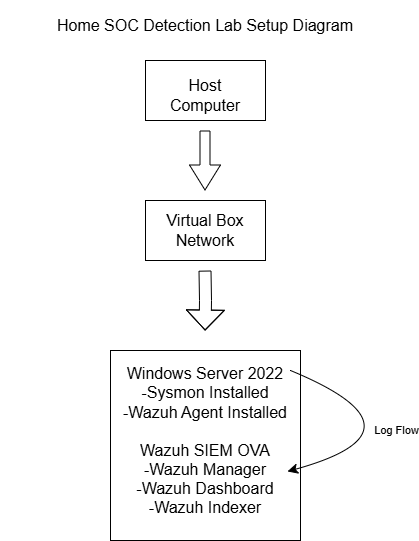 Home SOC Detection Lab Setup Diagram
Host
Computer
Virtual Box
Network
Windows Server 2022
-Sysmon Installed
-Wazuh Agent Installed
Log Flow
Wazuh SIEM OVA
-Wazuh Manager
-Wazuh Dashboard
-Wazuh Indexer